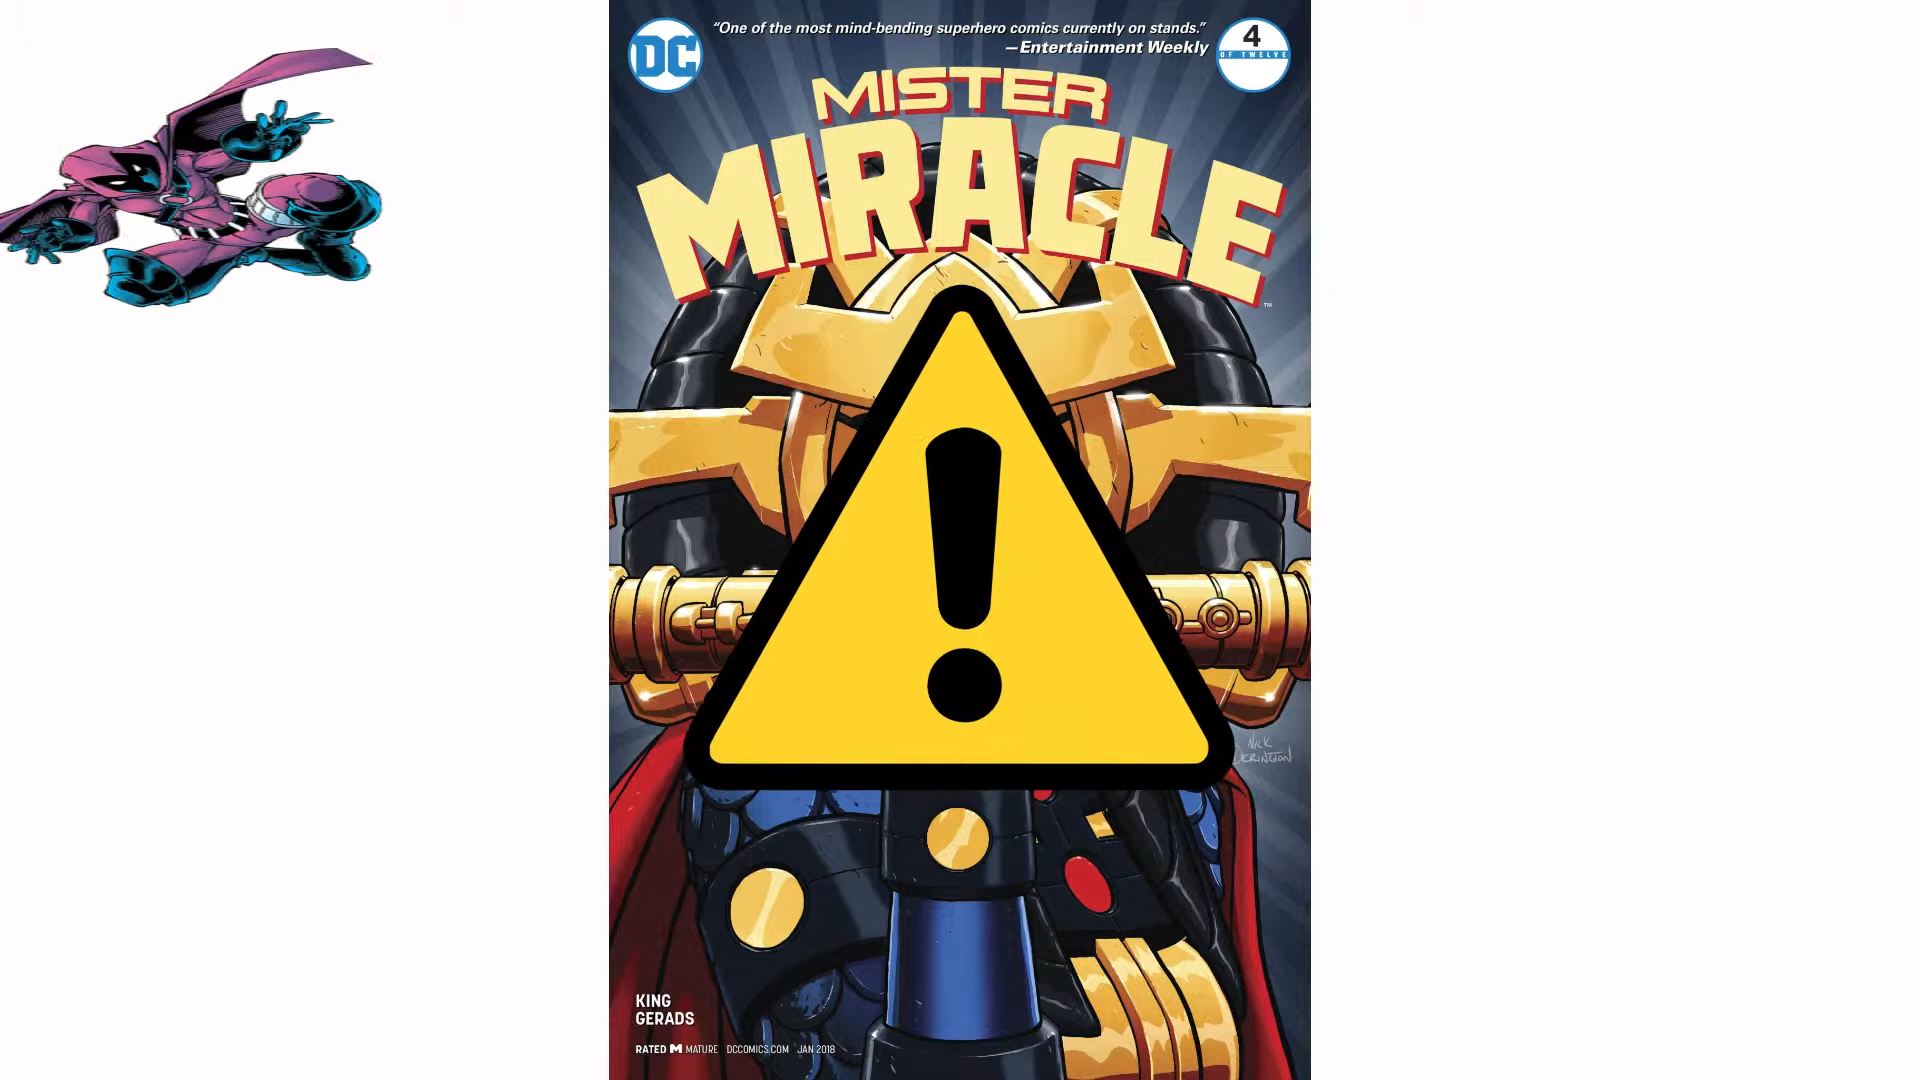 "One of the most mind-bending superhero comics currently on stands."
—Entertainment Weekly
DC
4
OF TWELVE
MISTER
MIRACLE
™
!
NICK
DERINGTON
KING
GERADS
RATED M MATURE DCCOMICS.COM JAN 2018